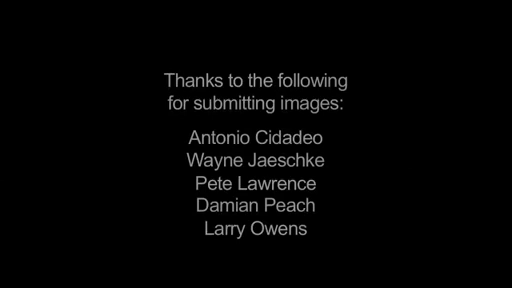 Thanks to the following
for submitting images:
Antonio Cidadeo
Wayne Jaeschke
Pete Lawrence
Damian Peach
Larry Owens